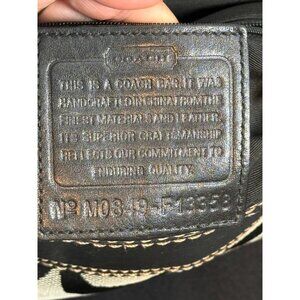 COACH
THIS IS A COACH BAG. IT WAS
HANDCRAFTED IN CHINA FROM THE
FINEST MATERIALS AND LEATHER.
ITS SUPERIOR CRAFTSMANSHIP
REFLECTS OUR COMMITMENT TO
ENDURING QUALITY.
Nº M0849-F13358